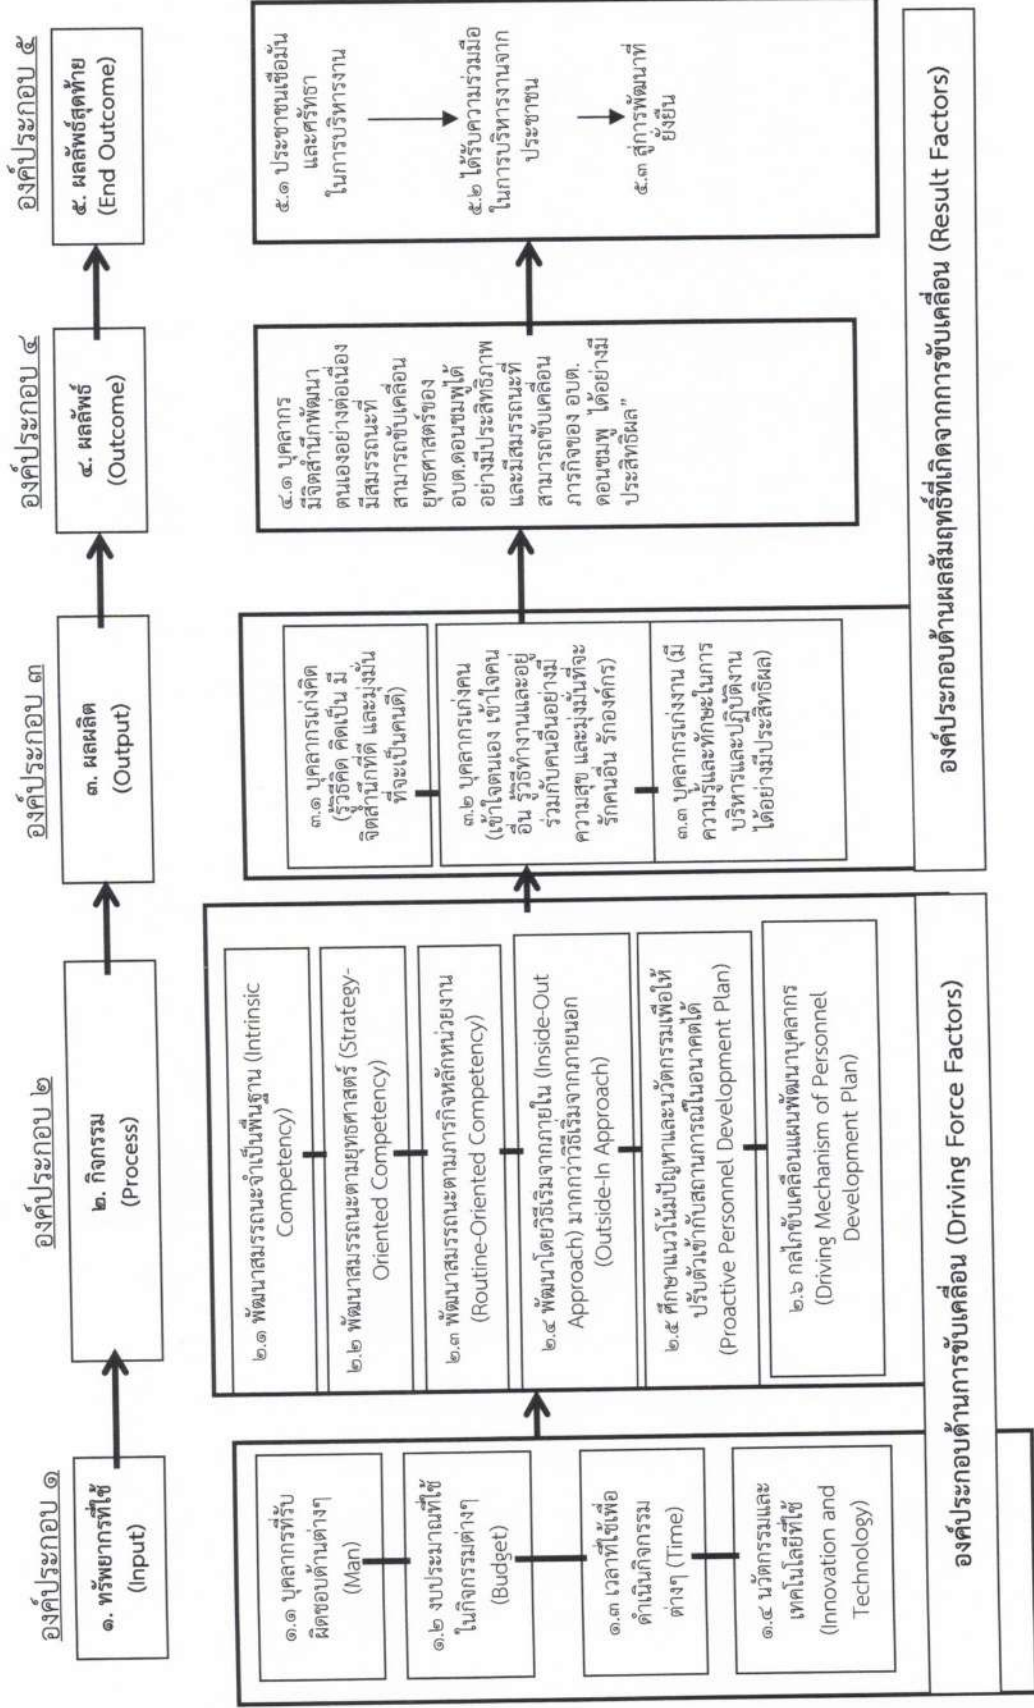 องค์ประกอบ ๑
๑. ทรัพยากรที่ใช้
(Input)
๑.๑ บุคลากรที่รับ
ผิดชอบด้านต่างๆ
(Man)
๑.๒ งบประมาณที่ใช้
ในกิจกรรมต่างๆ
(Budget)
๑.๓ เวลาที่ใช้เพื่อ
ดำเนินกิจกรรม
ต่างๆ (Time)
๑.๔ นวัตกรรมและ
เทคโนโลยีที่ใช้
(Innovation and
Technology)
องค์ประกอบ ๒
๒. กิจกรรม
(Process)
๒.๑ พัฒนาสมรรถนะจำเป็นพื้นฐาน (Intrinsic
Competency)
๒.๒ พัฒนาสมรรถนะตามยุทธศาสตร์ (Strategy-
Oriented Competency)
๒.๓ พัฒนาสมรรถนะตามภารกิจหลักหน่วยงาน
(Routine-Oriented Competency)
๒.๔ พัฒนาโดยวิธีเริ่มจากภายใน (Inside-Out
Approach) มากกว่าวิธีเริ่มจากภายนอก
(Outside-In Approach)
๒.๕ ศึกษาแนวโน้มปัญหาและนวัตกรรมเพื่อให้
ปรับตัวเข้ากับสถานการณ์ในอนาคตได้
(Proactive Personnel Development Plan)
๒.๖ กลไกขับเคลื่อนแผนพัฒนาบุคลากร
(Driving Mechanism of Personnel
Development Plan)
องค์ประกอบด้านการขับเคลื่อน (Driving Force Factors)
องค์ประกอบ ๓
๓. ผลผลิต
(Output)
๓.๑ บุคลากรเก่งคิด
(รู้วิธีคิด คิดเป็น มี
จิตสำนึกที่ดี และมุ่งมั่น
ที่จะเป็นคนดี)
๓.๒ บุคลากรเก่งคน
(เข้าใจตนเอง เข้าใจคน
อื่น รู้วิธีทำงานและอยู่
ร่วมกับคนอื่นอย่างมี
ความสุข และมุ่งมั่นที่จะ
รักคนอื่น รักองค์กร)
๓.๓ บุคลากรเก่งงาน (มี
ความรู้และทักษะในการ
บริหารและปฏิบัติงาน
ได้อย่างมีประสิทธิผล)
องค์ประกอบ ๔
๔. ผลลัพธ์
(Outcome)
๔.๑ บุคลากร
มีจิตสำนึกพัฒนา
ตนเองอย่างต่อเนื่อง
มีสมรรถนะที่
สามารถขับเคลื่อน
ยุทธศาสตร์ของ
อบต.ดอนชมพูได้
อย่างมีประสิทธิภาพ
และมีสมรรถนะที่
สามารถขับเคลื่อน
ภารกิจของ อบต.
ดอนชมพู ได้อย่างมี
ประสิทธิผล”
องค์ประกอบ ๕
๕. ผลลัพธ์สุดท้าย
(End Outcome)
๕.๑ ประชาชนเชื่อมั่น
และศรัทธา
ในการบริหารงาน
๕.๒ ได้รับความร่วมมือ
ในการบริหารงานจาก
ประชาชน
๕.๓ สู่การพัฒนาที่
ยั่งยืน
องค์ประกอบด้านผลสัมฤทธิ์ที่เกิดจากการขับเคลื่อน (Result Factors)